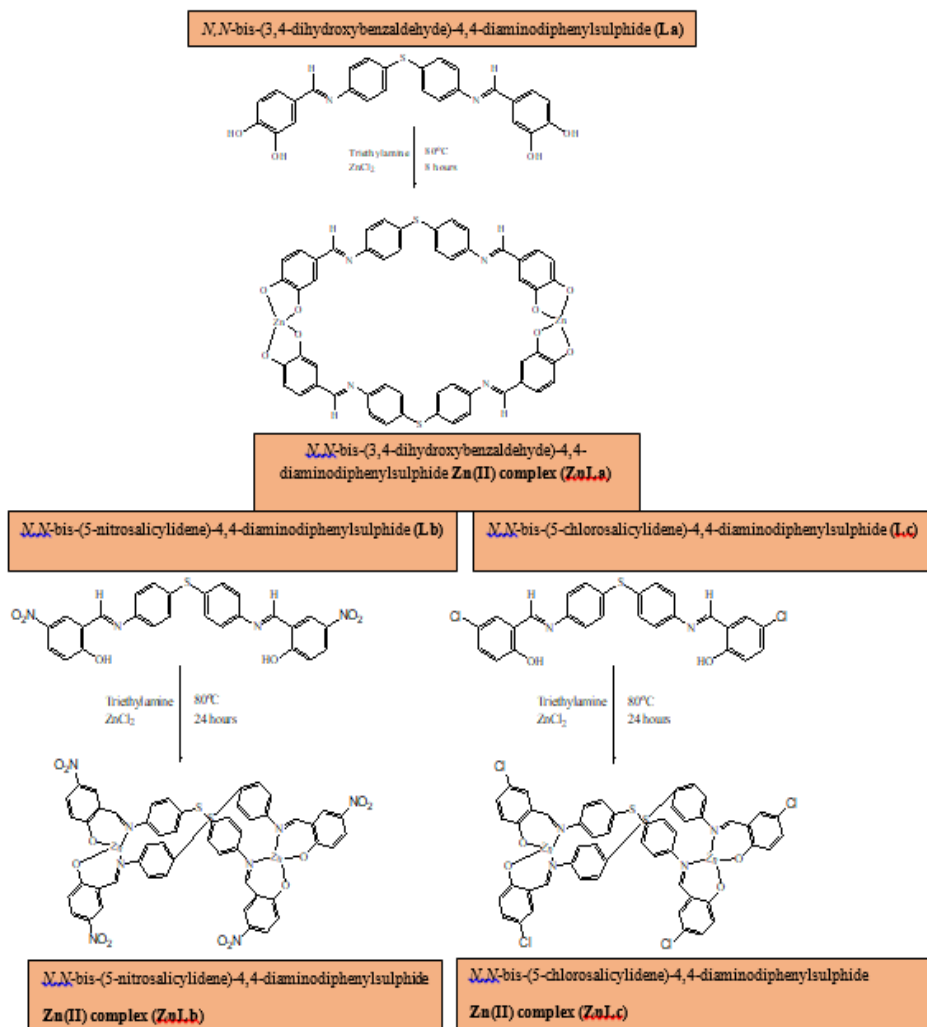 N,N-bis-(3,4-dihydroxybenzaldehyde)-4,4-diaminodiphenylsulphide (La)
S
H H
N N
HO OH
OH OH
Triethylamine 80°C
ZnCl2 8 hours
S
H H
N N
O O
O O
Zn Zn
O O
O O
N N
H S H
N,N-bis-(3,4-dihydroxybenzaldehyde)-4,4-
diaminodiphenylsulphide Zn(II) complex (ZnLa)
N,N-bis-(5-nitrosalicylidene)-4,4-diaminodiphenylsulphide (Lb)
S
O2N H H NO2
N N
OH HO
Triethylamine 80°C
ZnCl2 24 hours
O2N
NO2
S
N N
O Zn S Zn O
O N N O
NO2 O2N
N,N-bis-(5-nitrosalicylidene)-4,4-diaminodiphenylsulphide
Zn(II) complex (ZnLb)
N,N-bis-(5-chlorosalicylidene)-4,4-diaminodiphenylsulphide (Lc)
S
Cl H H Cl
N N
OH HO
Triethylamine 80°C
ZnCl2 24 hours
Cl
Cl
S
N N
O Zn S Zn O
O N N O
Cl Cl
N,N-bis-(5-chlorosalicylidene)-4,4-diaminodiphenylsulphide
Zn(II) complex (ZnLc)